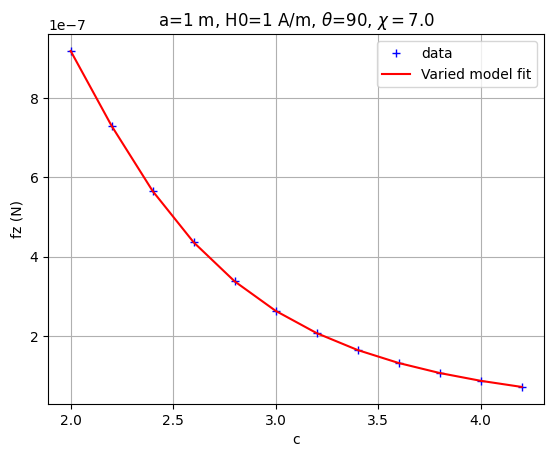 a=1 m, H0=1 A/m, θ=90, χ = 7.0
1e−7
data
Varied model fit
8
6
4
2
fz (N)
2.0 2.5 3.0 3.5 4.0
c